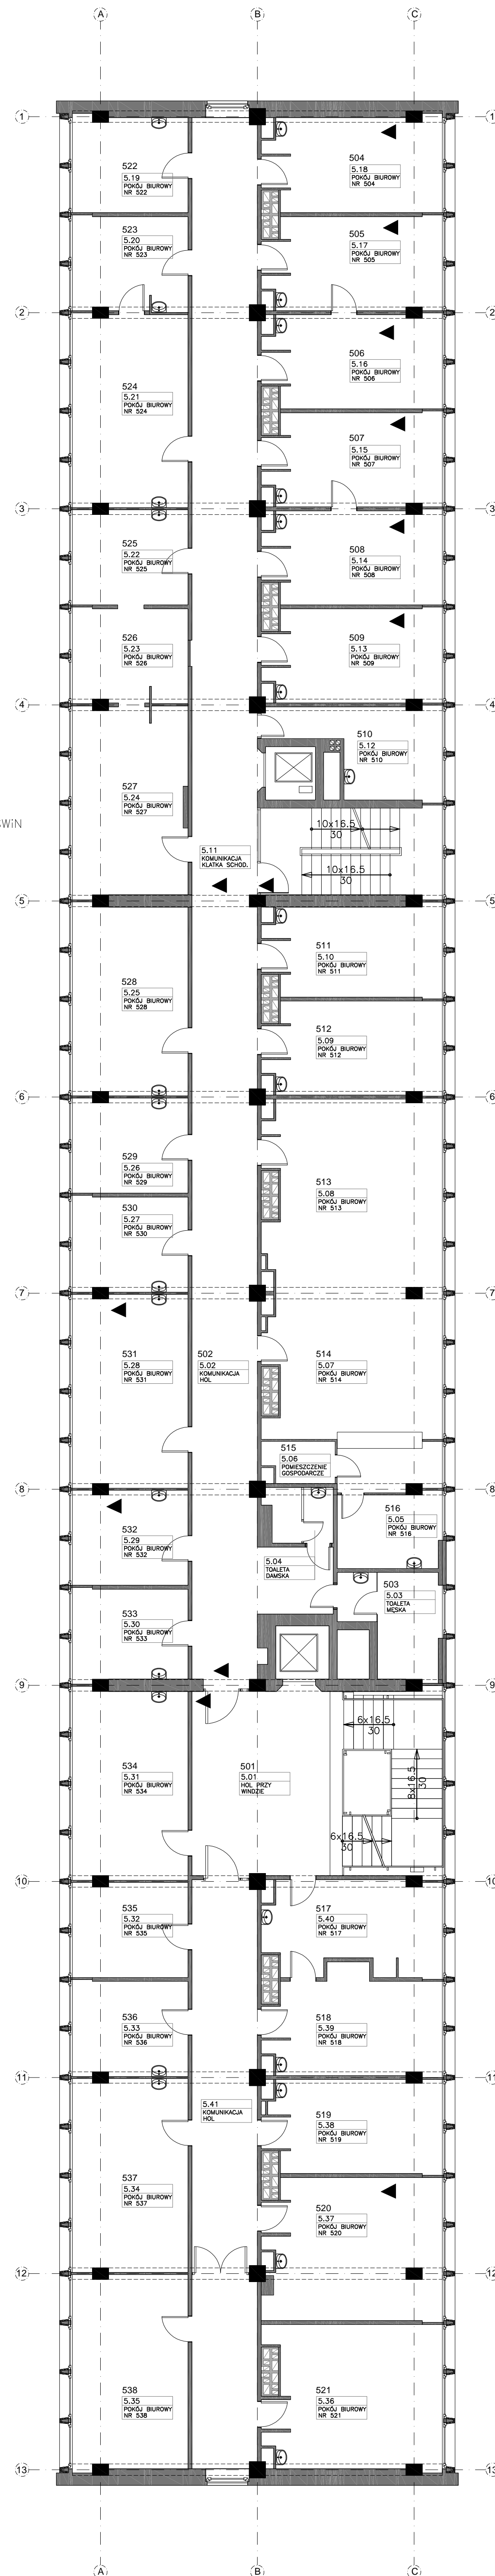 A
B
C
1
1
522
5.19
POKÓJ BIUROWY
NR 522
504
5.18
POKÓJ BIUROWY
NR 504
523
5.20
POKÓJ BIUROWY
NR 523
505
5.17
POKÓJ BIUROWY
NR 505
2
2
506
5.16
POKÓJ BIUROWY
NR 506
524
5.21
POKÓJ BIUROWY
NR 524
507
5.15
POKÓJ BIUROWY
NR 507
3
3
525
5.22
POKÓJ BIUROWY
NR 525
508
5.14
POKÓJ BIUROWY
NR 508
526
5.23
POKÓJ BIUROWY
NR 526
509
5.13
POKÓJ BIUROWY
NR 509
4
4
510
5.12
POKÓJ BIUROWY
NR 510
527
5.24
POKÓJ BIUROWY
NR 527
WiN
10x16.5
30
5.11
KOMUNIKACJA
KLATKA SCHOD.
10x16.5
30
5
5
511
5.10
POKÓJ BIUROWY
NR 511
528
5.25
POKÓJ BIUROWY
NR 528
512
5.09
POKÓJ BIUROWY
NR 512
6
6
529
5.26
POKÓJ BIUROWY
NR 529
513
5.08
POKÓJ BIUROWY
NR 513
530
5.27
POKÓJ BIUROWY
NR 530
7
7
531
5.28
POKÓJ BIUROWY
NR 531
502
5.02
KOMUNIKACJA
HOL
514
5.07
POKÓJ BIUROWY
NR 514
515
5.06
POMIESZCZENIE
GOSPODARCZE
8
8
516
5.05
POKÓJ BIUROWY
NR 516
532
5.29
POKÓJ BIUROWY
NR 532
5.04
TOALETA
DAMSKA
503
5.03
TOALETA
MĘSKA
533
5.30
POKÓJ BIUROWY
NR 533
9
9
6x16.5
30
534
5.31
POKÓJ BIUROWY
NR 534
501
5.01
HOL PRZY
WINDZIE
8x16.5
30
6x16.5
30
10
10
535
5.32
POKÓJ BIUROWY
NR 535
517
5.40
POKÓJ BIUROWY
NR 517
536
5.33
POKÓJ BIUROWY
NR 536
518
5.39
POKÓJ BIUROWY
NR 518
11
11
5.41
KOMUNIKACJA
HOL
519
5.38
POKÓJ BIUROWY
NR 519
537
5.34
POKÓJ BIUROWY
NR 537
520
5.37
POKÓJ BIUROWY
NR 520
12
12
538
5.35
POKÓJ BIUROWY
NR 538
521
5.36
POKÓJ BIUROWY
NR 521
13
13
A
B
C